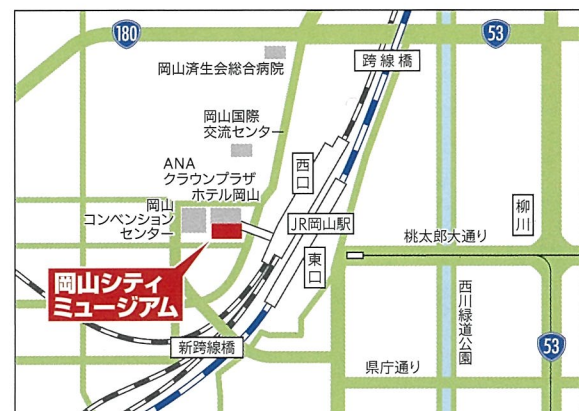 180
53
岡山済生会総合病院
跨線橋
岡山国際
交流センター
ANA
クラウンプラザ
ホテル岡山
西口
岡山
コンベンション
センター
JR岡山駅
柳川
桃太郎大通り
東口
岡山シティ
ミュージアム
西川緑道公園
新跨線橋
県庁通り
53